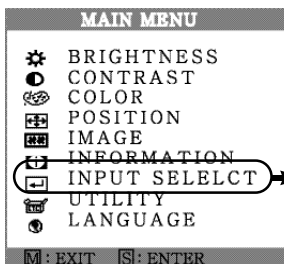 MAIN MENU
BRIGHTNESS
CONTRAST
COLOR
POSITION
IMAGE
INFORMATION
INPUT SELELCT
UTILITY
LANGUAGE
M: EXIT S: ENTER